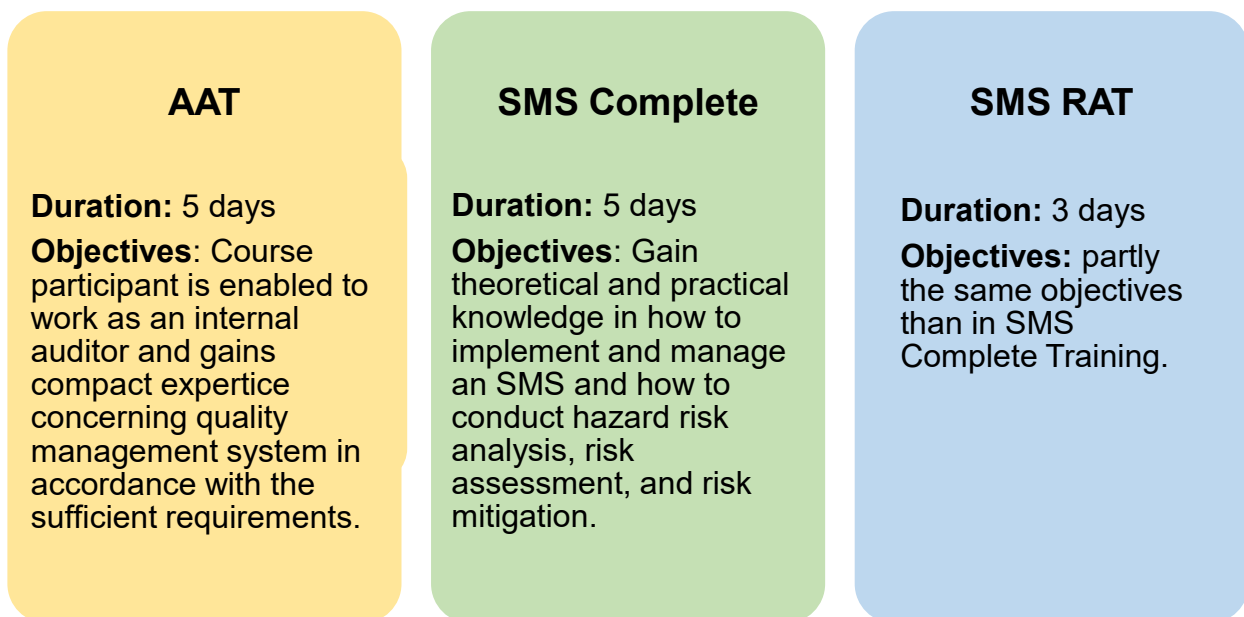 AAT
Duration: 5 days
Objectives: Course
participant is enabled to
work as an internal
auditor and gains
compact expertice
concerning quality
management system in
accordance with the
sufficient requirements.
SMS Complete
Duration: 5 days
Objectives: Gain
theoretical and practical
knowledge in how to
implement and manage
an SMS and how to
conduct hazard risk
analysis, risk
assessment, and risk
mitigation.
SMS RAT
Duration: 3 days
Objectives: partly
the same objectives
than in SMS
Complete Training.